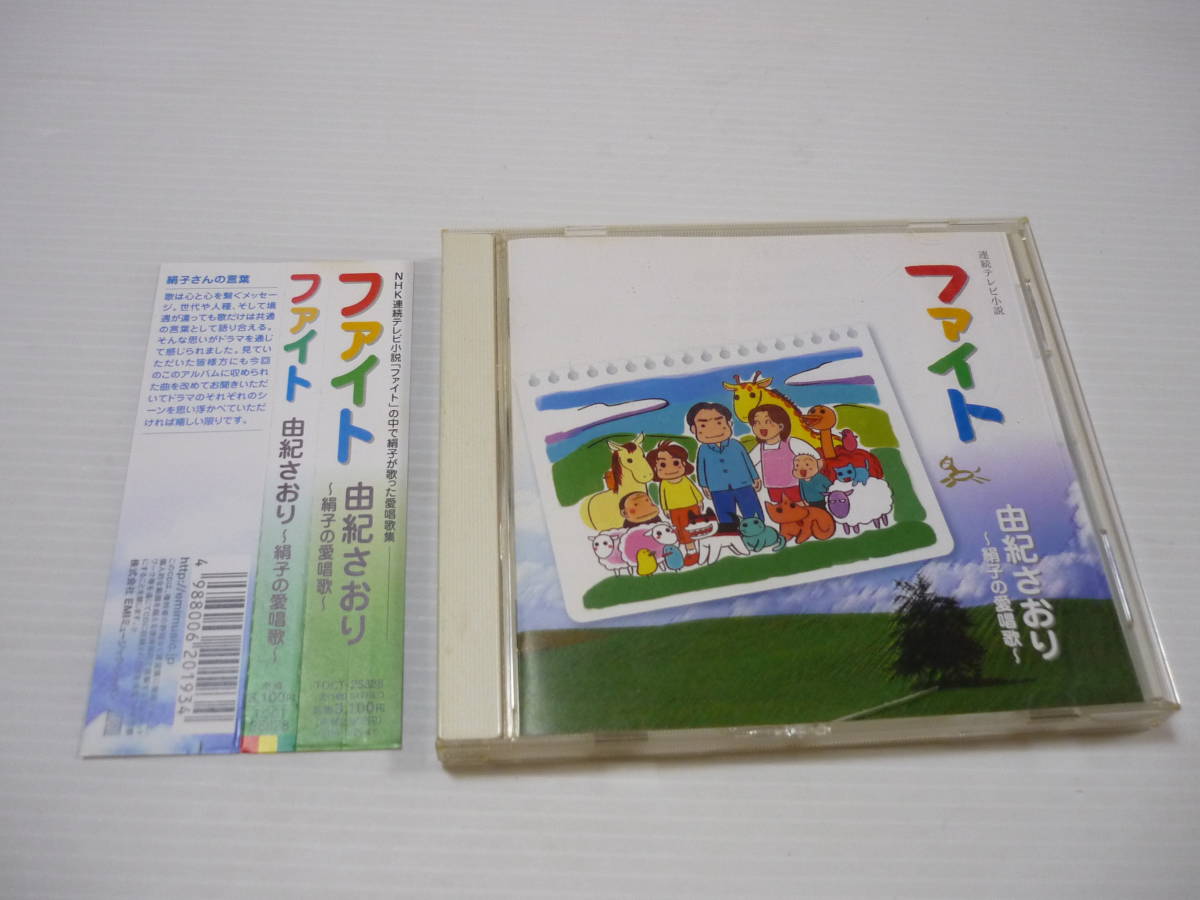 絹子さんの言葉
歌は心と心を繋ぐメッセー
ジ。世代や人種、そして境
遇が違っても歌だけは共通
の言葉として語り合える。
そんな思いがドラマを通じ
て感じられました。見てい
ただいた皆様方にも今回
のこのアルバムに収められ
た曲を改めてお聞きいただ
いてドラマのそれぞれのシ
ーンを思い浮かべていただ
ければ嬉しい限りです。
http://emimusic.jp
4 988006 201934
ファイト 由紀さおり 〜絹子の愛唱歌〜
NHK連続テレビ小説「ファイト」の中で絹子が歌った愛唱歌集
ファイト 由紀さおり
〜絹子の愛唱歌〜
連続テレビ小説
ファイト
由紀さおり
〜絹子の愛唱歌〜